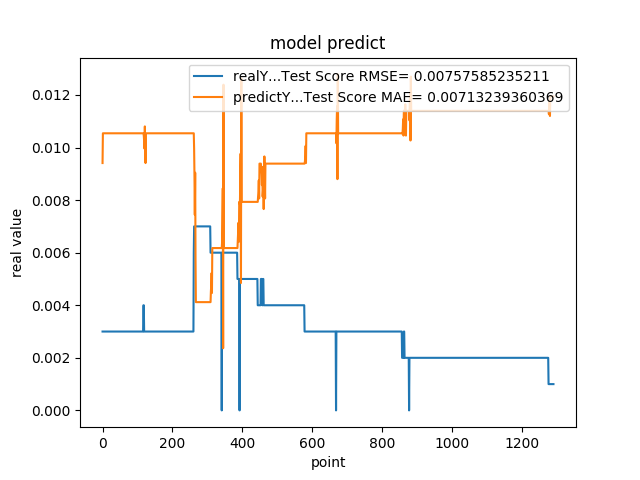 model predict
realY...Test Score RMSE= 0.00757585235211
predictY...Test Score MAE= 0.00713239360369
real value
0.012
0.010
0.008
0.006
0.004
0.002
0.000
0 200 400 600 800 1000 1200
point